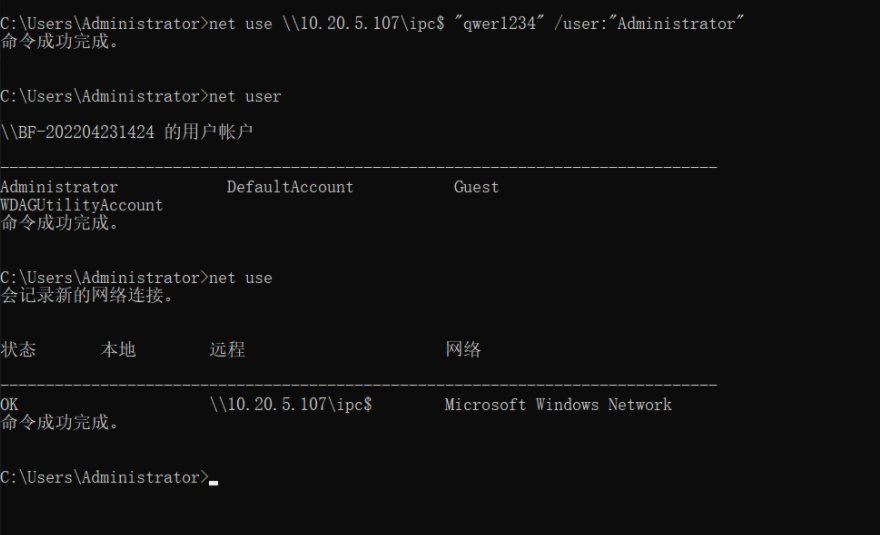 C:\Users\Administrator>net use \\10.20.5.107\ipc$ "qwer1234" /user:"Administrator"
命令成功完成。
C:\Users\Administrator>net user
\\BF-202204231424 的用户帐户
-------------------------------------------------------------------------------
Administrator            DefaultAccount           Guest
WDAGUtilityAccount
命令成功完成。
C:\Users\Administrator>net use
会记录新的网络连接。
状态       本地        远程                      网络
-------------------------------------------------------------------------------
OK                     \\10.20.5.107\ipc$        Microsoft Windows Network
命令成功完成。
C:\Users\Administrator>